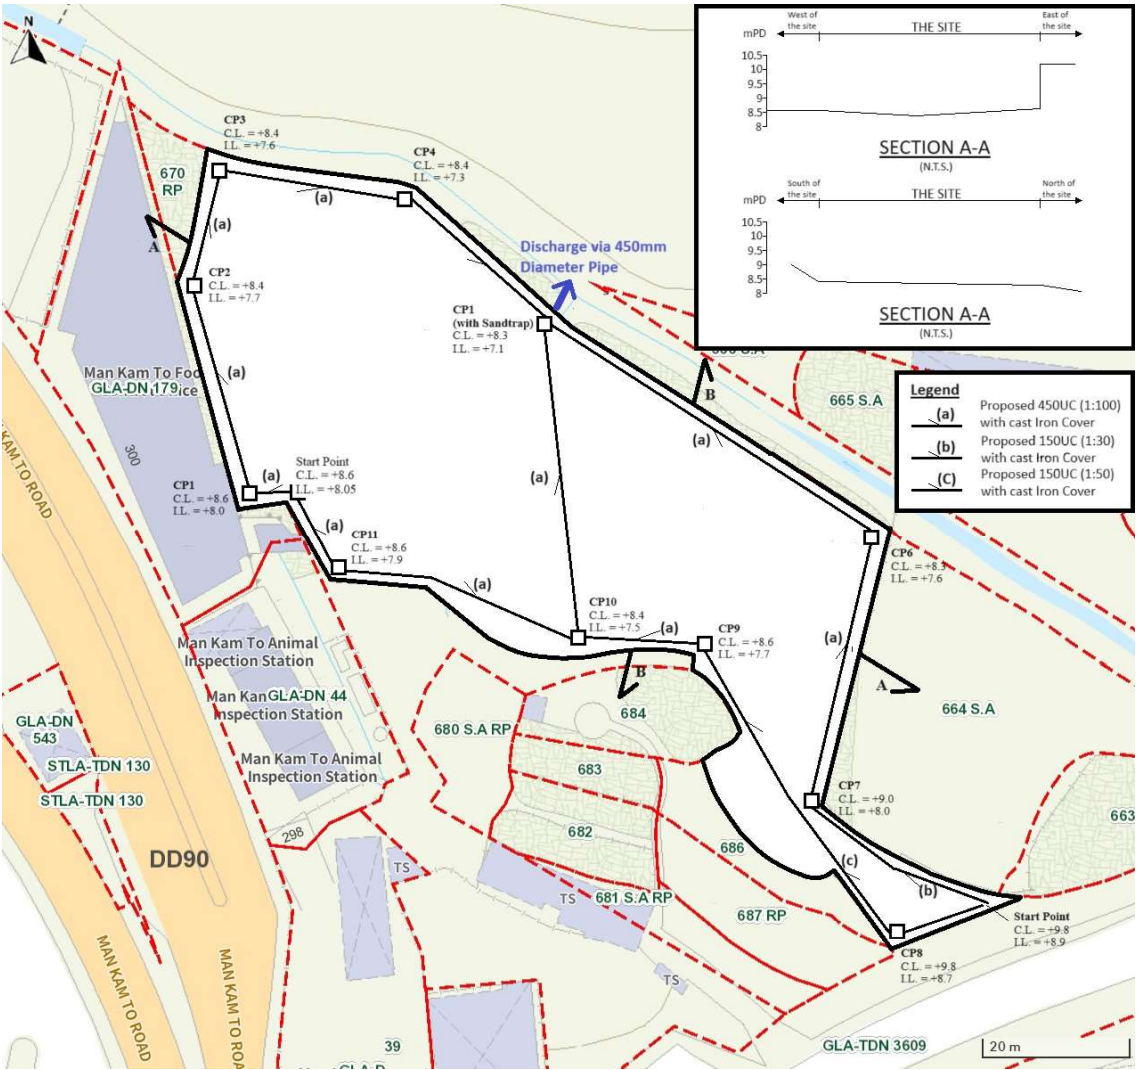 N
West of
the site
THE SITE
East of
the site
mPD
10.5
10
9.5
9
8.5
8
SECTION A-A
(N.T.S.)
South of
the site
THE SITE
North of
the site
mPD
10.5
10
9.5
9
8.5
8
SECTION A-A
(N.T.S.)
Legend
(a)
Proposed 450UC (1:100)
with cast Iron Cover
(b)
Proposed 150UC (1:30)
with cast Iron Cover
(C)
Proposed 150UC (1:50)
with cast Iron Cover
CP3
C.L. = +8.4
I.L. = +7.6
CP4
C.L. = +8.4
I.L. = +7.3
670
RP
(a)
(a)
A
Discharge via 450mm
Diameter Pipe
CP2
C.L. = +8.4
I.L. = +7.7
CP1
(with Sandtrap)
C.L. = +8.3
I.L. = +7.1
Man Kam To Foo
GLA-DN 179
ice
(a)
B
665 S.A
(a)
300
MAN KAM TO ROAD
Start Point
C.L. = +8.6
I.L. = +8.05
(a)
CP1
C.L. = +8.6
I.L. = +8.0
(a)
(a)
CP11
C.L. = +8.6
I.L. = +7.9
CP6
C.L. = +8.3
I.L. = +7.6
(a)
CP10
C.L. = +8.4
I.L. = +7.5
(a)
CP9
C.L. = +8.6
I.L. = +7.7
(a)
Man Kam To Animal
Inspection Station
B
A
Man Kam
GLA-DN 44
Inspection Station
684
664 S.A
GLA-DN
543
680 S.A RP
Man Kam To Animal
Inspection Station
STLA-TDN 130
683
CP7
C.L. = +9.0
I.L. = +8.0
STLA-TDN 130
663
682
298
686
DD90
(c)
(b)
TS
TS
681 S.A RP
687 RP
Start Point
C.L. = +9.8
I.L. = +8.9
CP8
C.L. = +9.8
I.L. = +8.7
TS
MAN KAM TO ROAD
MAN KAM TO ROA
39
GLA-TDN 3609
20 m